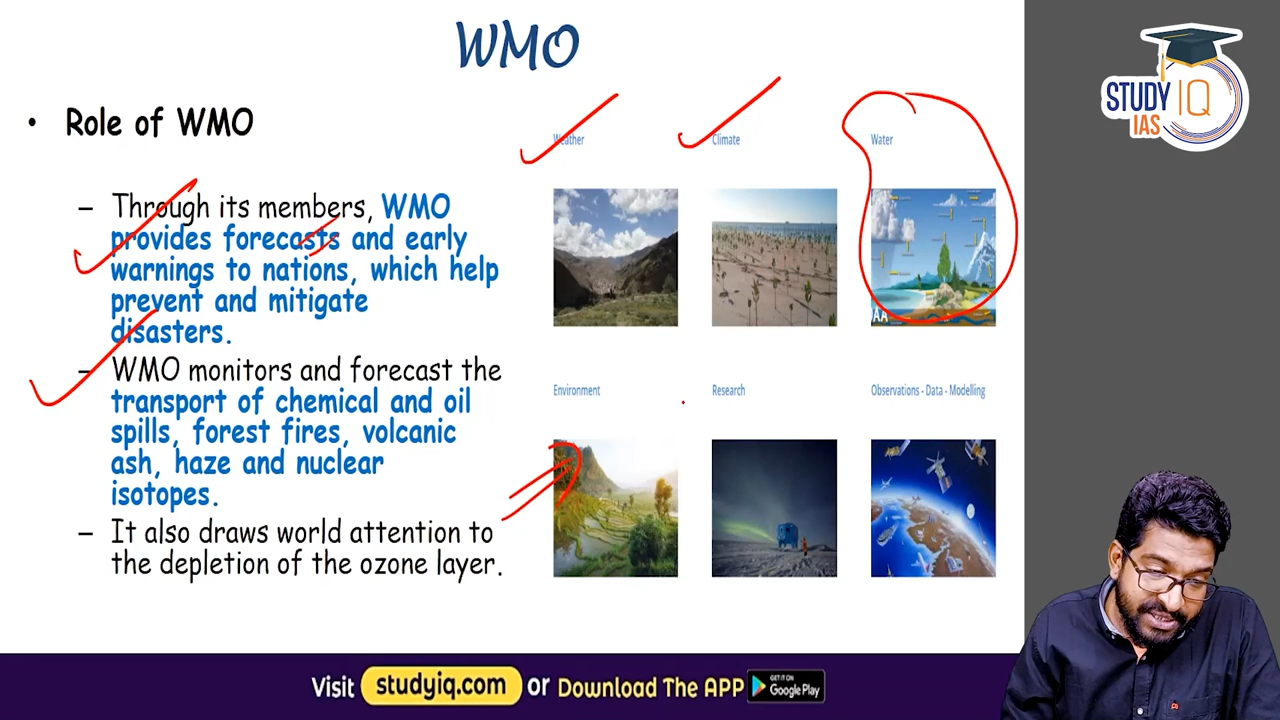 WMO
STUDY IQ
IAS
• Role of WMO
– Through its members, WMO
provides forecasts and early
warnings to nations, which help
prevent and mitigate
disasters.
– WMO monitors and forecast the
transport of chemical and oil
spills, forest fires, volcanic
ash, haze and nuclear
isotopes.
– It also draws world attention to
the depletion of the ozone layer.
Weather
Climate
Water
AA
Environment
Research
Observations - Data - Modelling
Visit studyiq.com or Download The APP GET IT ON Google Play